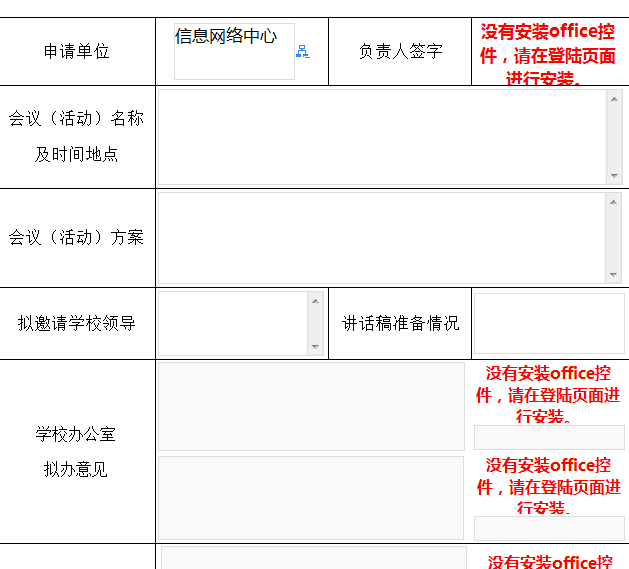 申请单位
信息网络中心
负责人签字
没有安装office控
件，请在登陆页面
进行安装。
会议（活动）名称
及时间地点
会议（活动）方案
拟邀请学校领导
讲话稿准备情况
学校办公室
拟办意见
没有安装office控
件，请在登陆页面进
行安装。
没有安装office控
件，请在登陆页面进
行安装。
没有安装office控